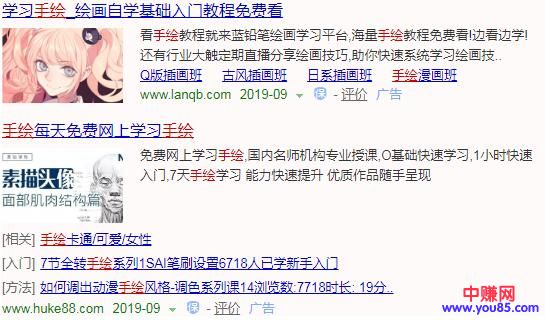 学习手绘_绘画自学基础入门教程免费看
看手绘教程就来蓝铅笔绘画学习平台,海量手绘教程免费看!边看边学!
还有行业大触定期直播分享绘画技巧,助你快速系统学习绘画技..
Q版插画班 古风插画班 日系插画班 手绘漫画班
www.lanqb.com 2019-09 保 - 评价 广告
手绘每天免费网上学习手绘
免费网上学习手绘,国内名师机构专业授课,O基础快速学习,1小时快速
入门,7天手绘学习 能力快速提升 优质作品随手呈现
素描头像
面部肌肉结构篇
[相关] 手绘卡通/可爱/女性
[入门] 7节全转手绘系列1SAI笔刷设置6718人已学新手入门
[方法] 如何调出动漫手绘风格-调色系列课14浏览数:7718时长: 19分..
www.huke88.com 2019-09 保 - 评价 广告
中赚网
www.you85.com